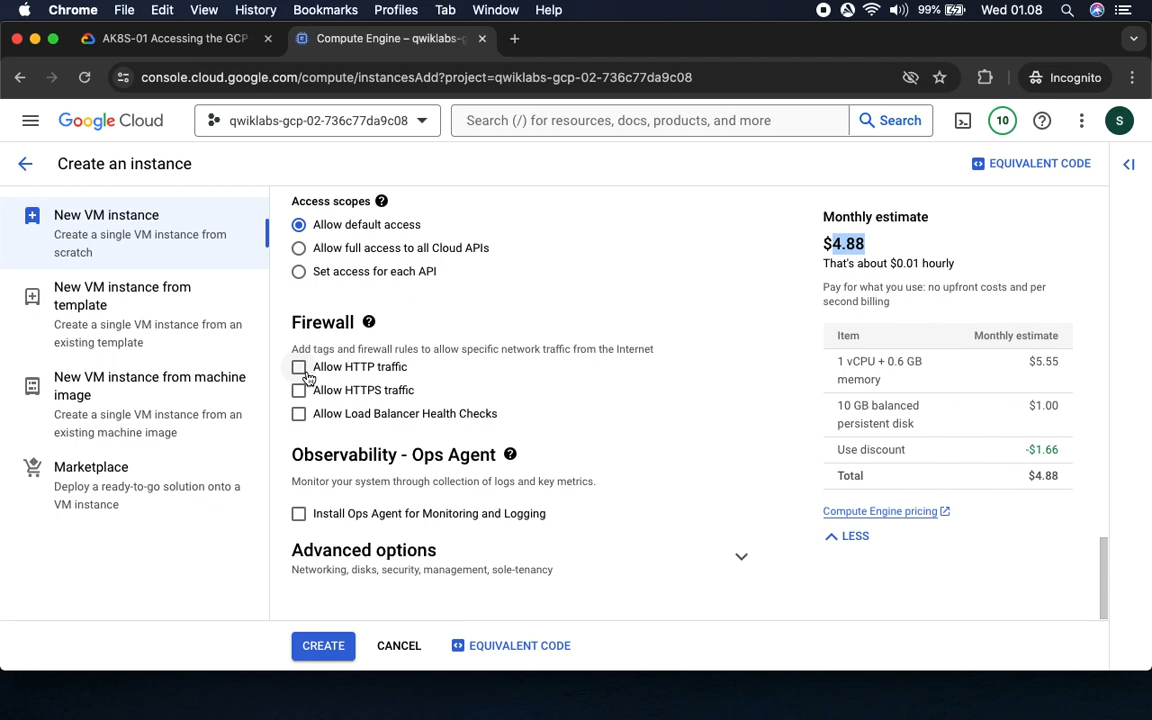 Chrome File Edit View History Bookmarks Profiles Tab Window Help 99% Wed 01.08
AK8S-01 Accessing the GCP Compute Engine – qwiklabs-g
console.cloud.google.com/compute/instancesAdd?project=qwiklabs-gcp-02-736c77da9c08 Incognito
Google Cloud qwiklabs-gcp-02-736c77da9c08 Search (/) for resources, docs, products, and more Search 10 S
Create an instance EQUIVALENT CODE
New VM instance
Create a single VM instance from
scratch
New VM instance from
template
Create a single VM instance from an
existing template
New VM instance from machine
image
Create a single VM instance from an
existing machine image
Marketplace
Deploy a ready-to-go solution onto a
VM instance
Access scopes
Allow default access
Allow full access to all Cloud APIs
Set access for each API
Firewall
Add tags and firewall rules to allow specific network traffic from the Internet
Allow HTTP traffic
Allow HTTPS traffic
Allow Load Balancer Health Checks
Observability - Ops Agent
Monitor your system through collection of logs and key metrics.
Install Ops Agent for Monitoring and Logging
Advanced options
Networking, disks, security, management, sole-tenancy
CREATE CANCEL EQUIVALENT CODE
Monthly estimate
$4.88
That's about $0.01 hourly
Pay for what you use: no upfront costs and per
second billing
Item Monthly estimate
1 vCPU + 0.6 GB $5.55
memory
10 GB balanced $1.00
persistent disk
Use discount -$1.66
Total $4.88
Compute Engine pricing
LESS